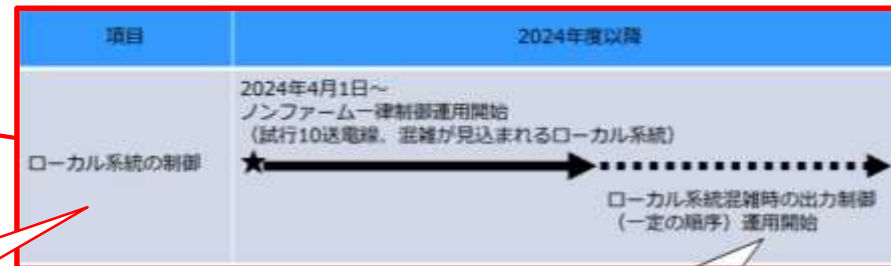 項目
2024年度以降
2024年4月1日～
ノンファーム一律制御運用開始
（試行10送電線、混雑が見込まれるローカル系統）
ローカル系統の制御
ローカル系統混雑時の出力制御
（一定の順序）運用開始